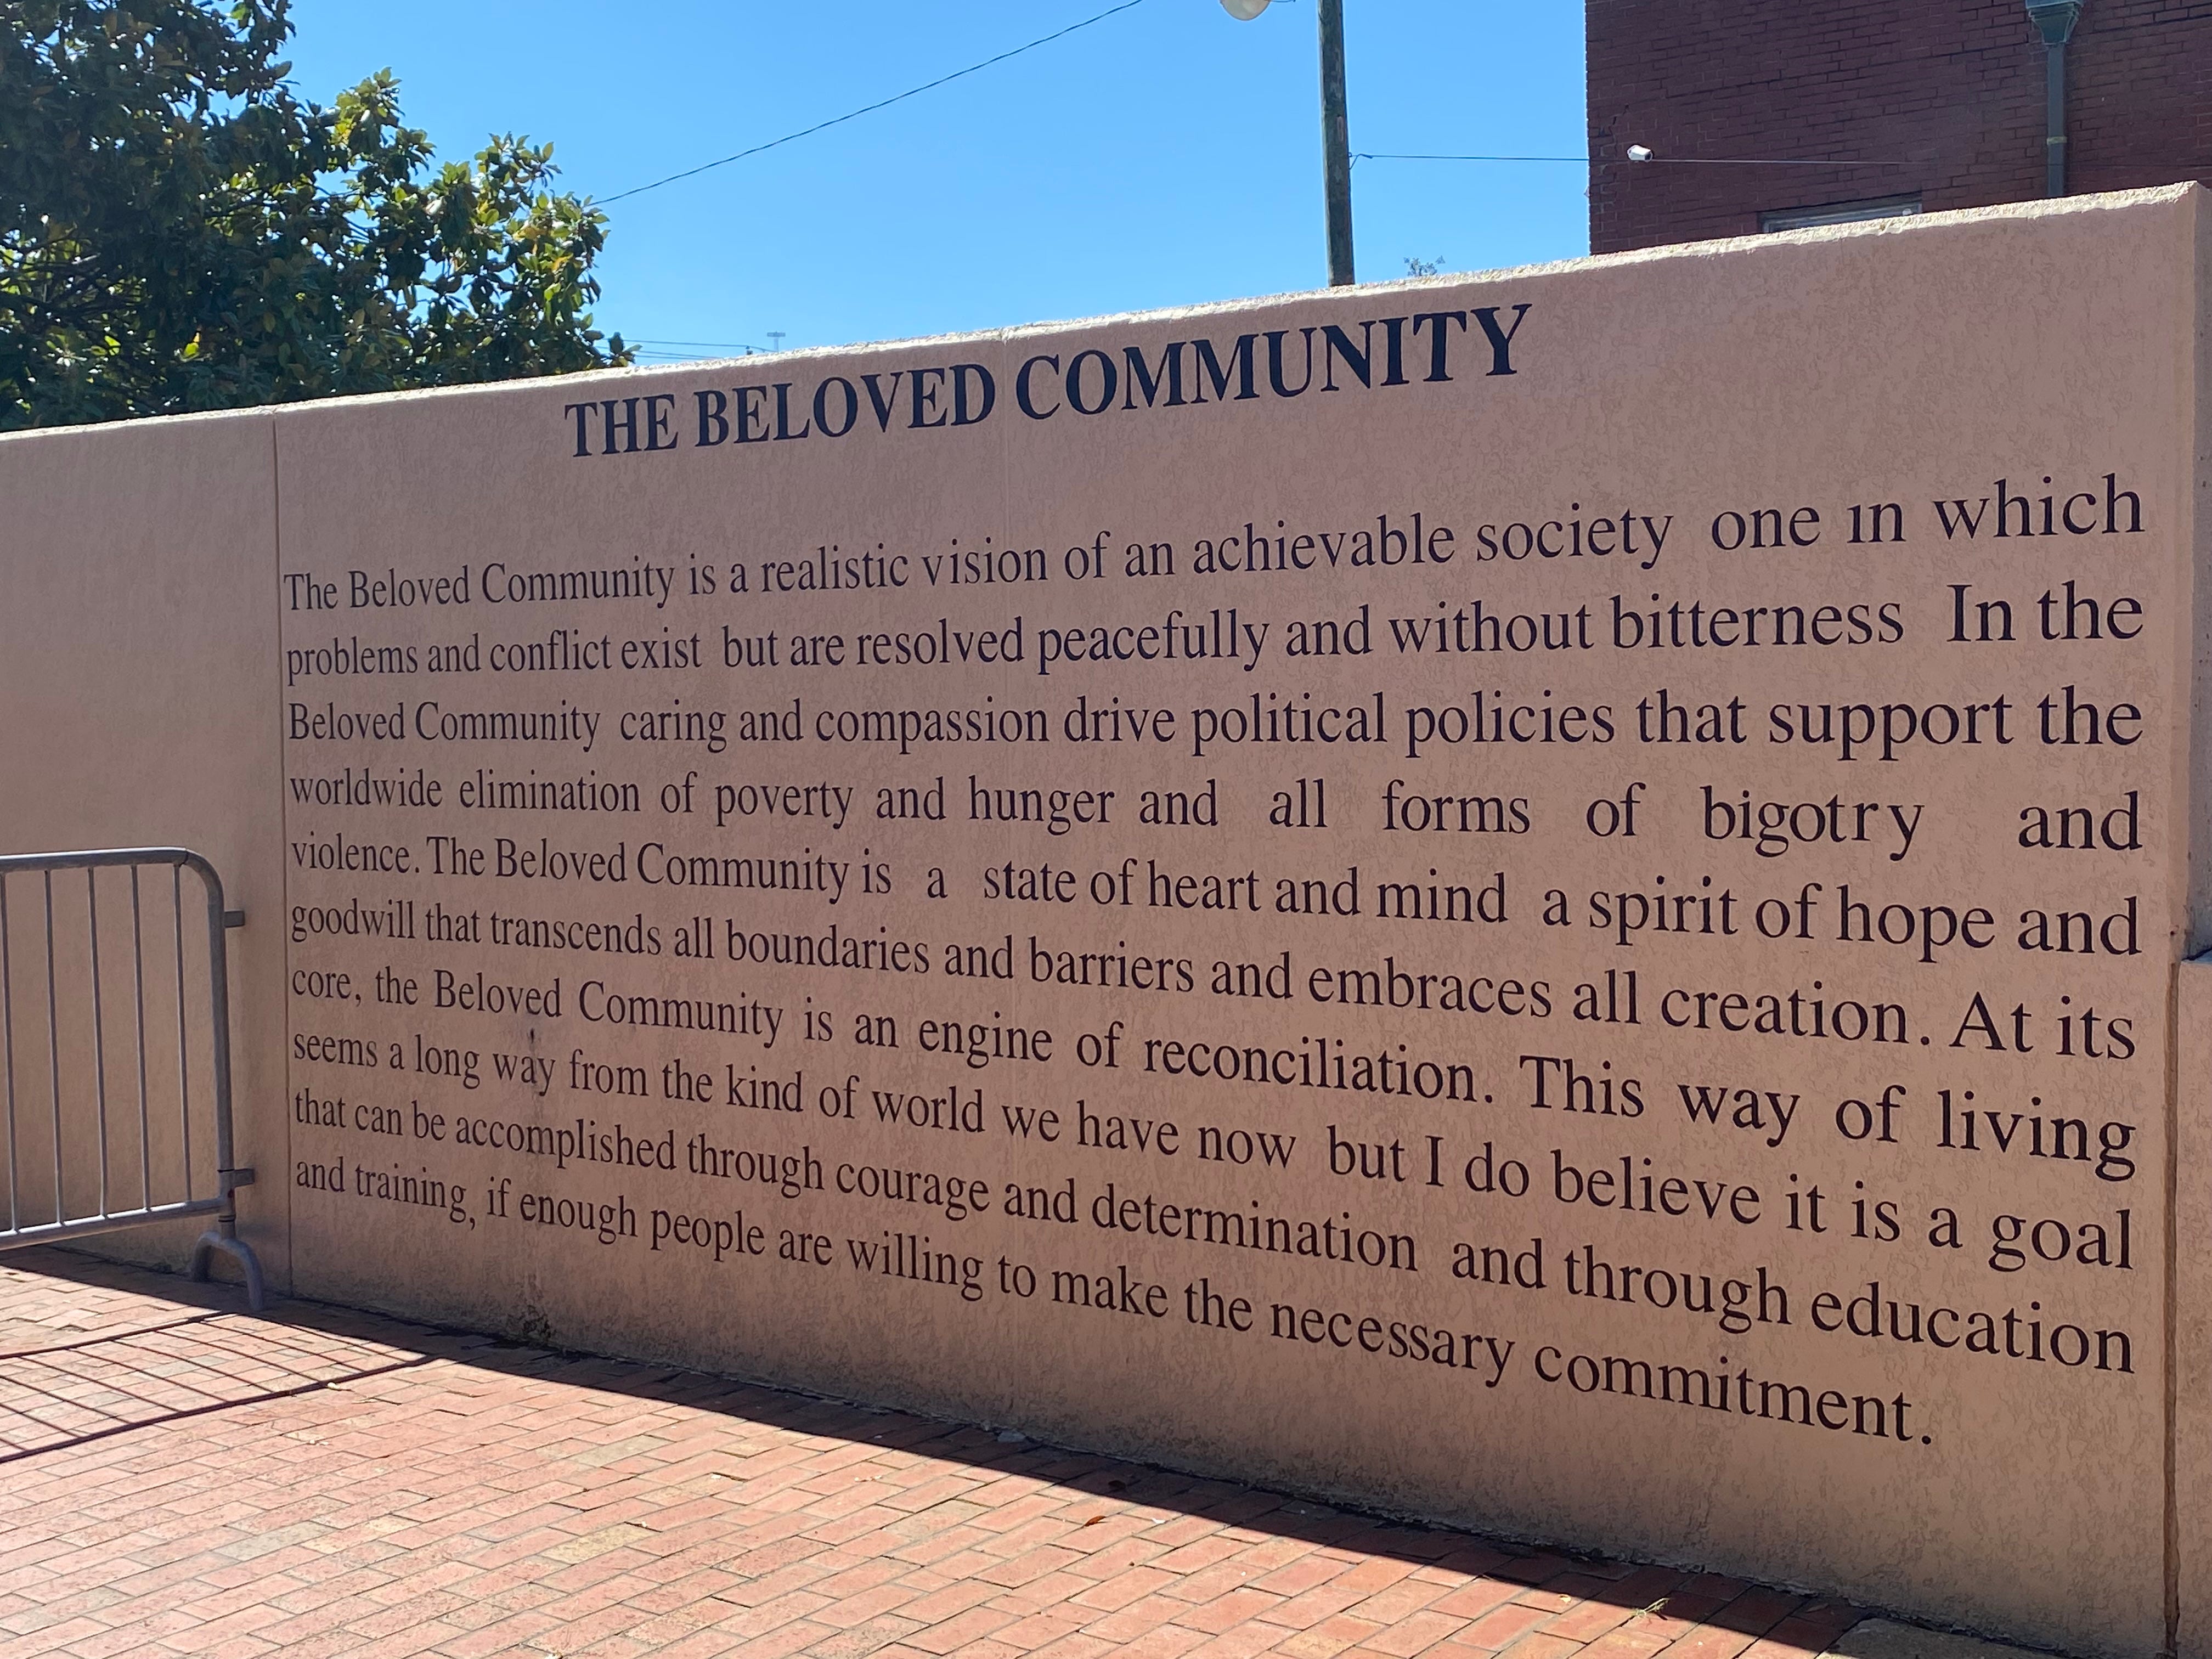 THE BELOVED COMMUNITY
The Beloved Community is a realistic vision of an achievable society one in which
problems and conflict exist but are resolved peacefully and without bitterness In the
Beloved Community caring and compassion drive political policies that support the
worldwide elimination of poverty and hunger and all forms of bigotry and
violence. The Beloved Community is a state of heart and mind a spirit of hope and
goodwill that transcends all boundaries and barriers and embraces all creation. At its
core, the Beloved Community is an engine of reconciliation. This way of living
seems a long way from the kind of world we have now but I do believe it is a goal
that can be accomplished through courage and determination and through education
and training, if enough people are willing to make the necessary commitment.